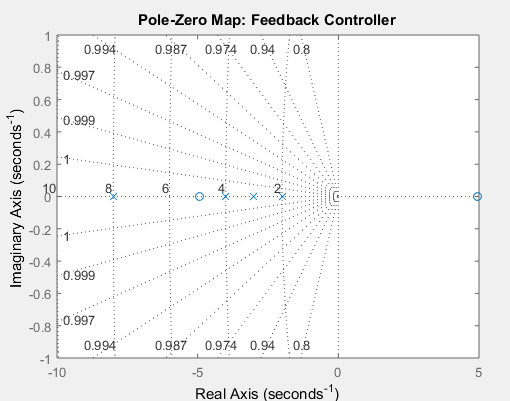 Pole-Zero Map: Feedback Controller
1
0.994 0.987 0.974 0.94 0.8
0.8
0.997
0.6
0.999
0.4
0.2
1
10 8 6 4 2
0
1
-0.2
-0.4
0.999
-0.6
0.997
-0.8
0.994 0.987 0.974 0.94 0.8
-1
-10 -5 0 5
Real Axis (seconds⁻¹)
Imaginary Axis (seconds⁻¹)